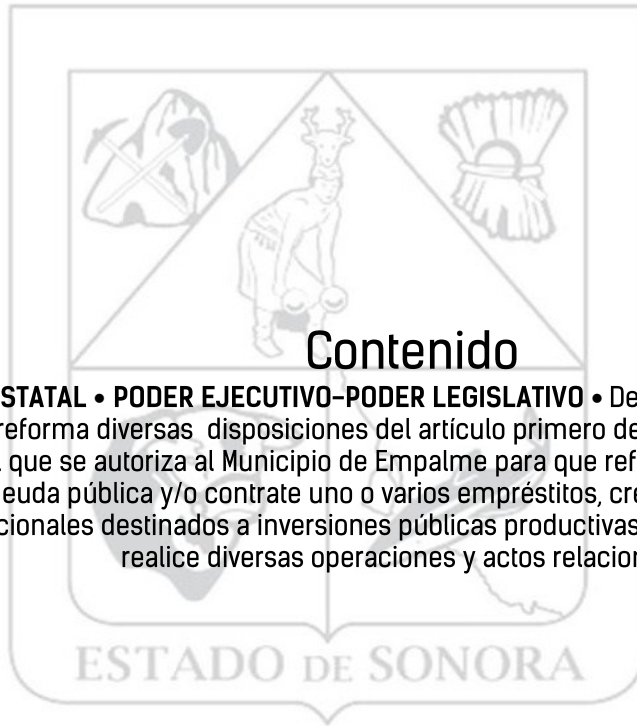 Contenido
STATAL • PODER EJECUTIVO-PODER LEGISLATIVO • De
reforma diversas disposiciones del artículo primero de
que se autoriza al Municipio de Empalme para que ref
euda pública y/o contrate uno o varios empréstitos, cre
cionales destinados a inversiones públicas productivas
realice diversas operaciones y actos relacion
ESTADO DE SONORA